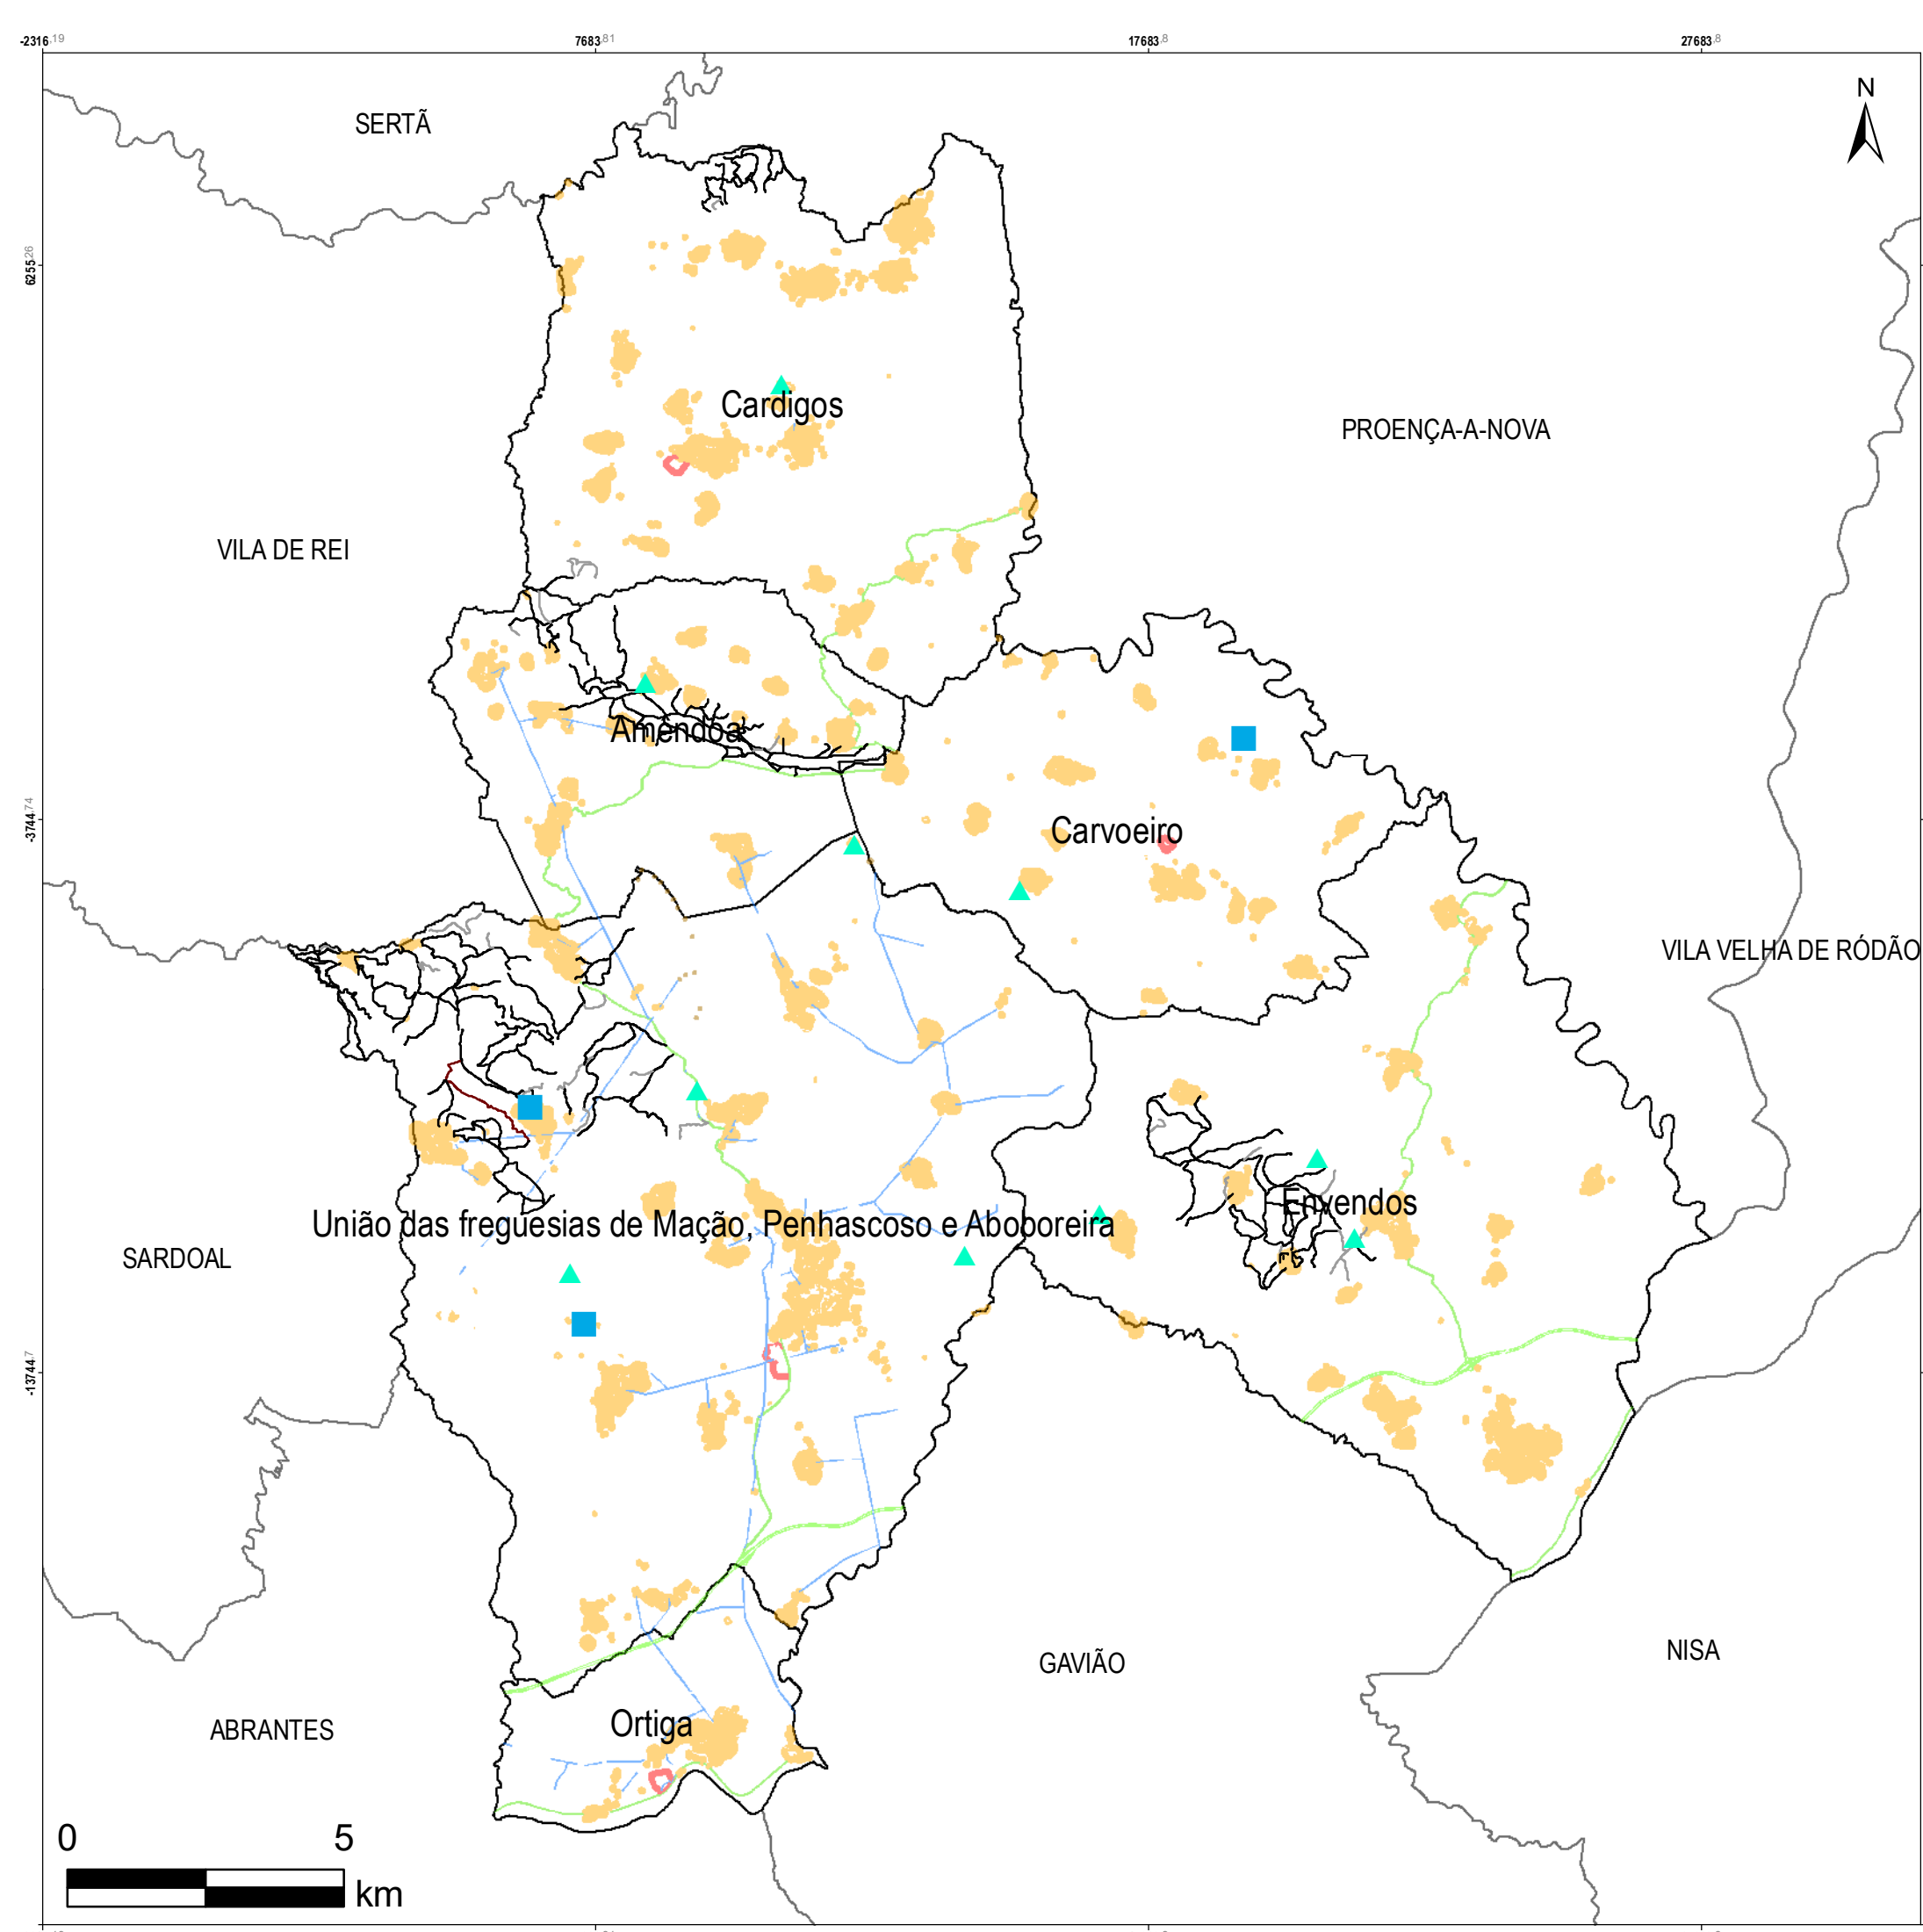 -2316,19
7683,81
17683,8
27683,8
N
SERTÃ
6255,26
Cardigos
PROENÇA-A-NOVA
VILA DE REI
Amêndoa
-3744,74
Carvoeiro
VILA VELHA DE RÓDÃO
Envendos
União das freguesias de Mação, Penhascoso e Aboboreira
SARDOAL
-13744,7
GAVIÃO
NISA
Ortiga
ABRANTES
0 5
km